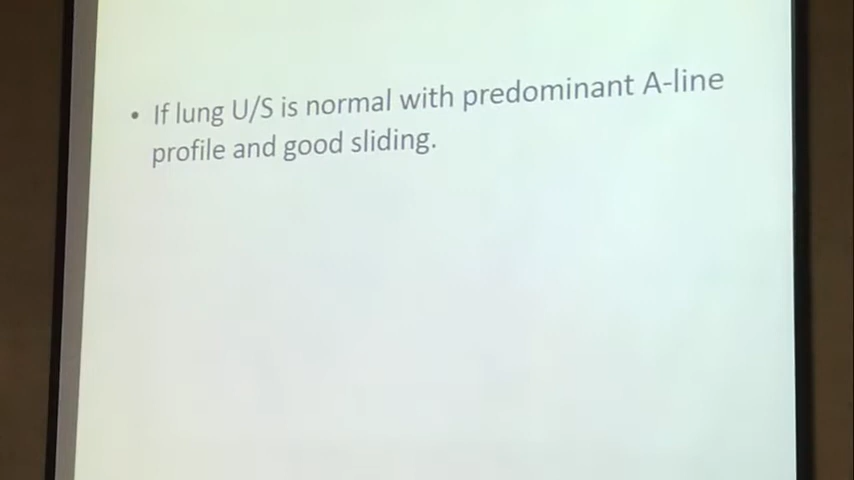 • If lung U/S is normal with predominant A-line
profile and good sliding.